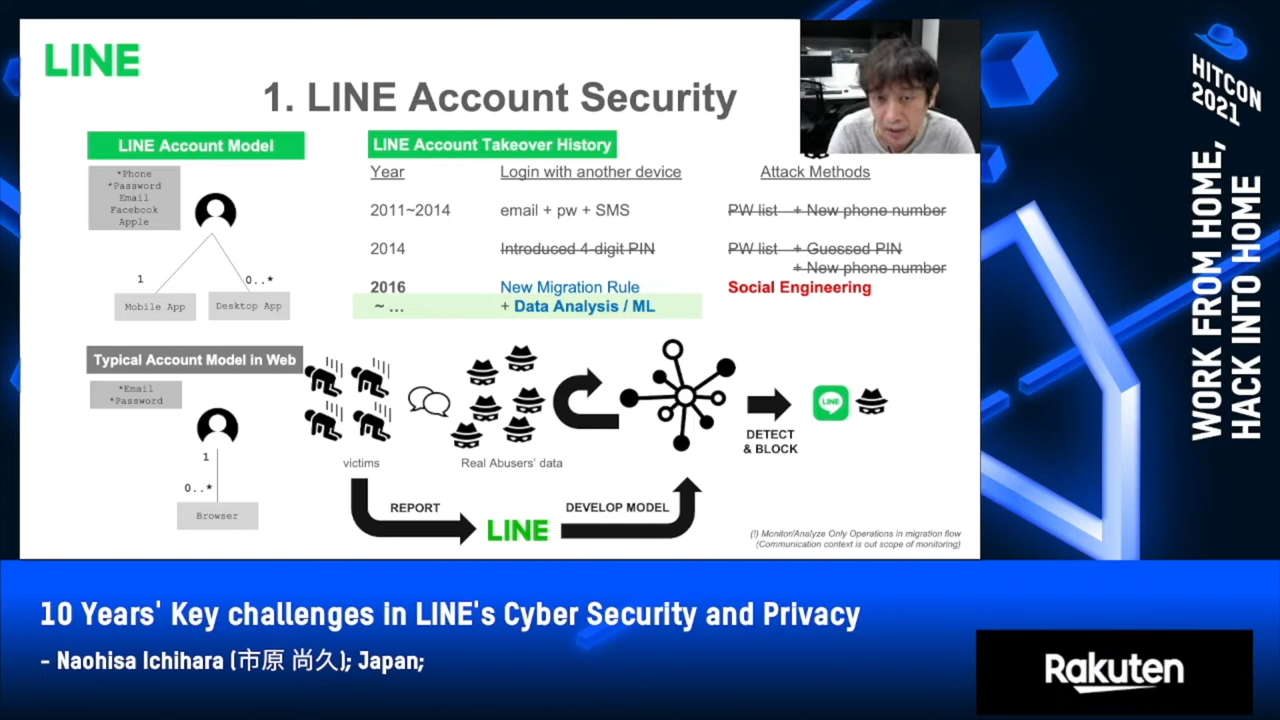 LINE
1. LINE Account Security
LINE Account Model
*Phone
*Password
Email
Facebook
Apple
1
0..*
Mobile App
Desktop App
Typical Account Model in Web
*Email
*Password
1
0..*
Browser
LINE Account Takeover History
Year Login with another device Attack Methods
2011~2014 email + pw + SMS PW list + New phone number
2014 Introduced 4-digit PIN PW list + Guessed PIN
+ New phone number
2016 New Migration Rule Social Engineering
~ ... + Data Analysis / ML
victims
Real Abusers' data
LINE
DETECT
& BLOCK
REPORT
LINE
DEVELOP MODEL
(!) Monitor/Analyze Only Operations in migration flow
(Communication context is out scope of monitoring)
HITCON
2021
WORK FROM HOME,
HACK INTO HOME
10 Years' Key challenges in LINE's Cyber Security and Privacy
- Naohisa Ichihara (市原 尚久); Japan;
Rakuten